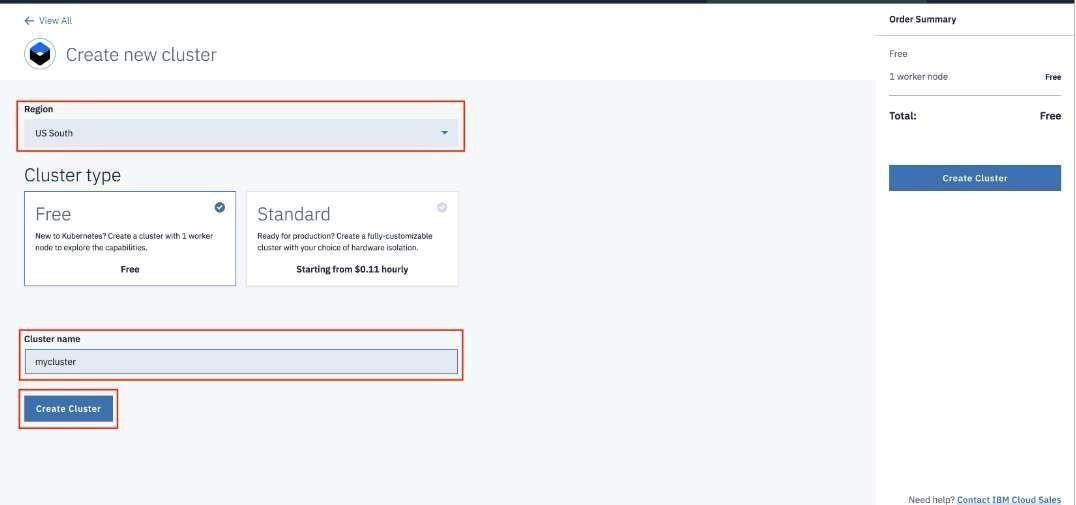 View All
Create new cluster
Region
US South
Cluster type
Free
New to Kubernetes? Create a cluster with 1 worker
node to explore the capabilities.
Free
Standard
Ready for production? Create a fully-customizable
cluster with your choice of hardware isolation.
Starting from $0.11 hourly
Cluster name
mycluster
Create Cluster
Order Summary
Free
1 worker node Free
Total: Free
Create Cluster
Need help? Contact IBM Cloud Sales